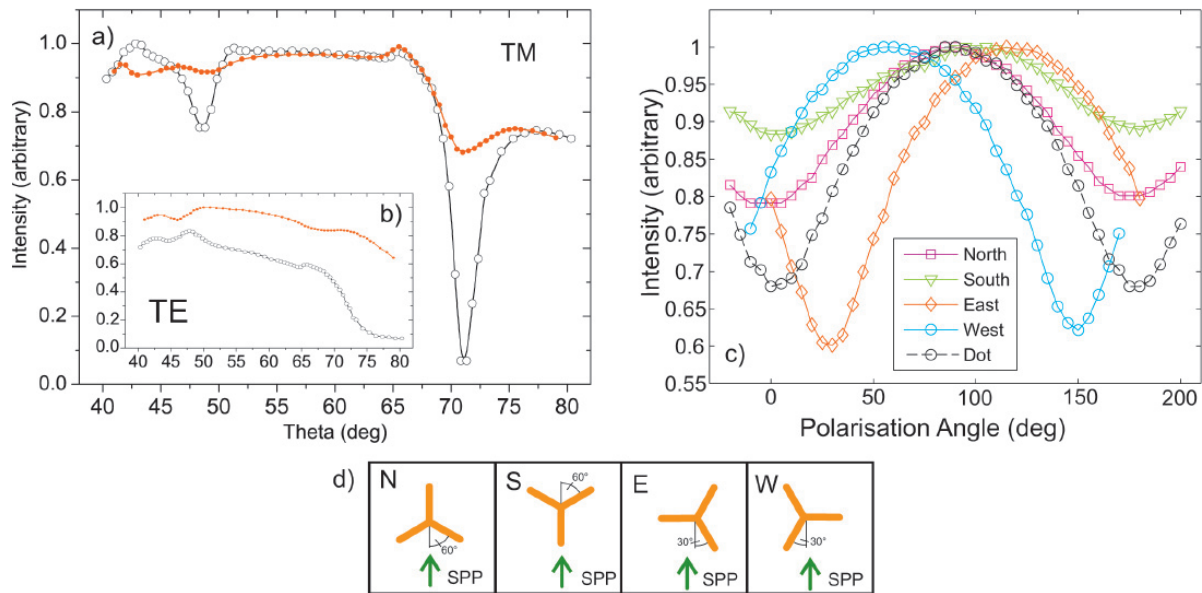 a)
TM
Intensity (arbitrary)
1.0
0.8
0.6
0.4
0.2
0.0
40 45 50 55 60 65 70 75 80
Theta (deg)
b)
TE
1.0
0.8
0.6
0.4
0.2
0.0
40 45 50 55 60 65 70 75 80
c)
Intensity (arbitrary)
1
0.95
0.9
0.85
0.8
0.75
0.7
0.65
0.6
0.55
0 50 100 150 200
Polarisation Angle (deg)
North
South
East
West
Dot
d)
N
60°
SPP
S
60°
SPP
E
30°
SPP
W
30°
SPP